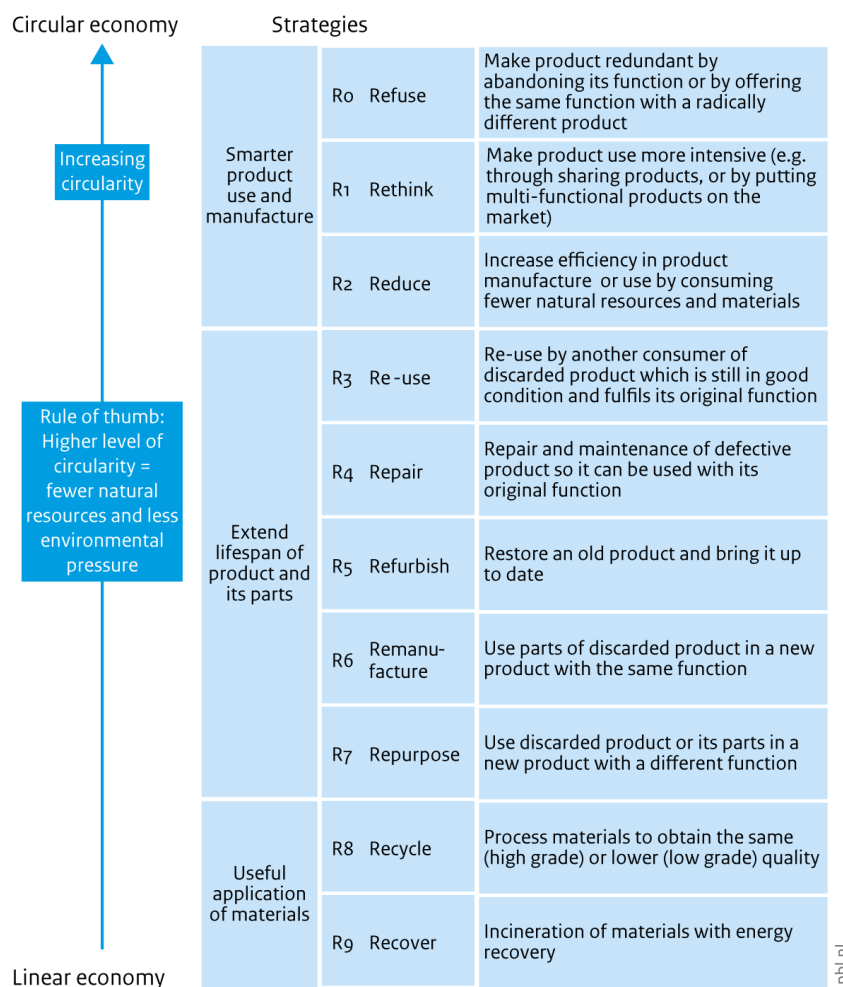 Circular economy
Strategies
Increasing
circularity
Rule of thumb:
Higher level of
circularity =
fewer natural
resources and less
environmental
pressure
Linear economy
Smarter
product
use and
manufacture
R0 Refuse
Make product redundant by
abandoning its function or by offering
the same function with a radically
different product
R1 Rethink
Make product use more intensive (e.g.
through sharing products, or by putting
multi-functional products on the
market)
R2 Reduce
Increase efficiency in product
manufacture or use by consuming
fewer natural resources and materials
Extend
lifespan of
product and
its parts
R3 Re-use
Re-use by another consumer of
discarded product which is still in good
condition and fulfils its original function
R4 Repair
Repair and maintenance of defective
product so it can be used with its
original function
R5 Refurbish
Restore an old product and bring it up
to date
R6 Remanu-
facture
Use parts of discarded product in a new
product with the same function
R7 Repurpose
Use discarded product or its parts in a
new product with a different function
Useful
application
of materials
R8 Recycle
Process materials to obtain the same
(high grade) or lower (low grade) quality
R9 Recover
Incineration of materials with energy
recovery
pbl.nl